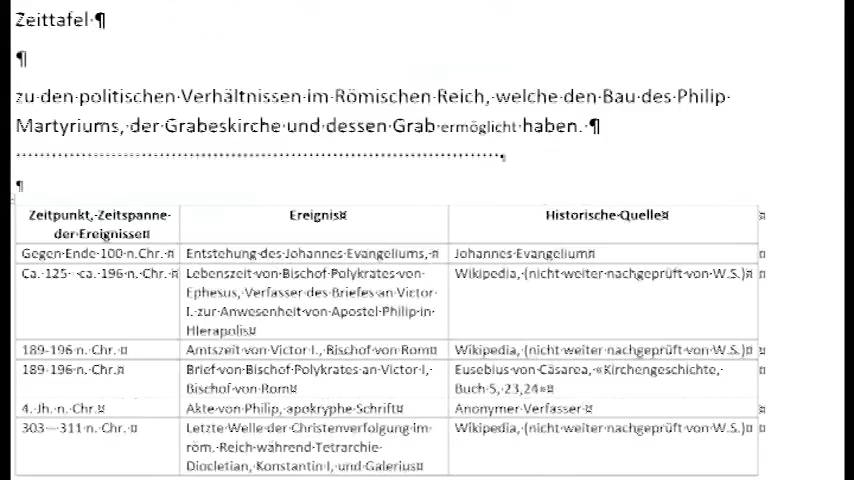 Zeittafel
zu den politischen Verhältnissen im Römischen Reich, welche den Bau des Philip
Martyriums, der Grabeskirche und dessen Grab ermöglicht haben.
Zeitpunkt, Zeitspanne der Ereignisse Ereignis Historische Quelle
Gegen Ende 100 n.Chr. Entstehung des Johannes Evangeliums, Johannes Evangelium
Ca. 125 - ca. 196 n. Chr. Lebenszeit von Bischof Polykrates von Wikipedia, (nicht weiter nachgeprüft von W.S.)
Ephesus, Verfasser des Briefes an Victor
I. zur Anwesenheit von Apostel Philip in
HIerapolis
189-196 n. Chr. Amtszeit von Victor I., Bischof von Rom Wikipedia, (nicht weiter nachgeprüft von W.S.)
189-196 n. Chr. Brief von Bischof Polykrates an Victor I, Eusebius von Cäsarea, «Kirchengeschichte,
Bischof von Rom Buch 5, 23,24»
4. Jh. n. Chr. Akte von Philip, apokryphe Schrift Anonymer Verfasser
303 – 311 n. Chr. Letzte Welle der Christenverfolgung im Wikipedia, (nicht weiter nachgeprüft von W.S.)
röm. Reich während Tetrarchie
Diocletian, Konstantin I, und Galerius